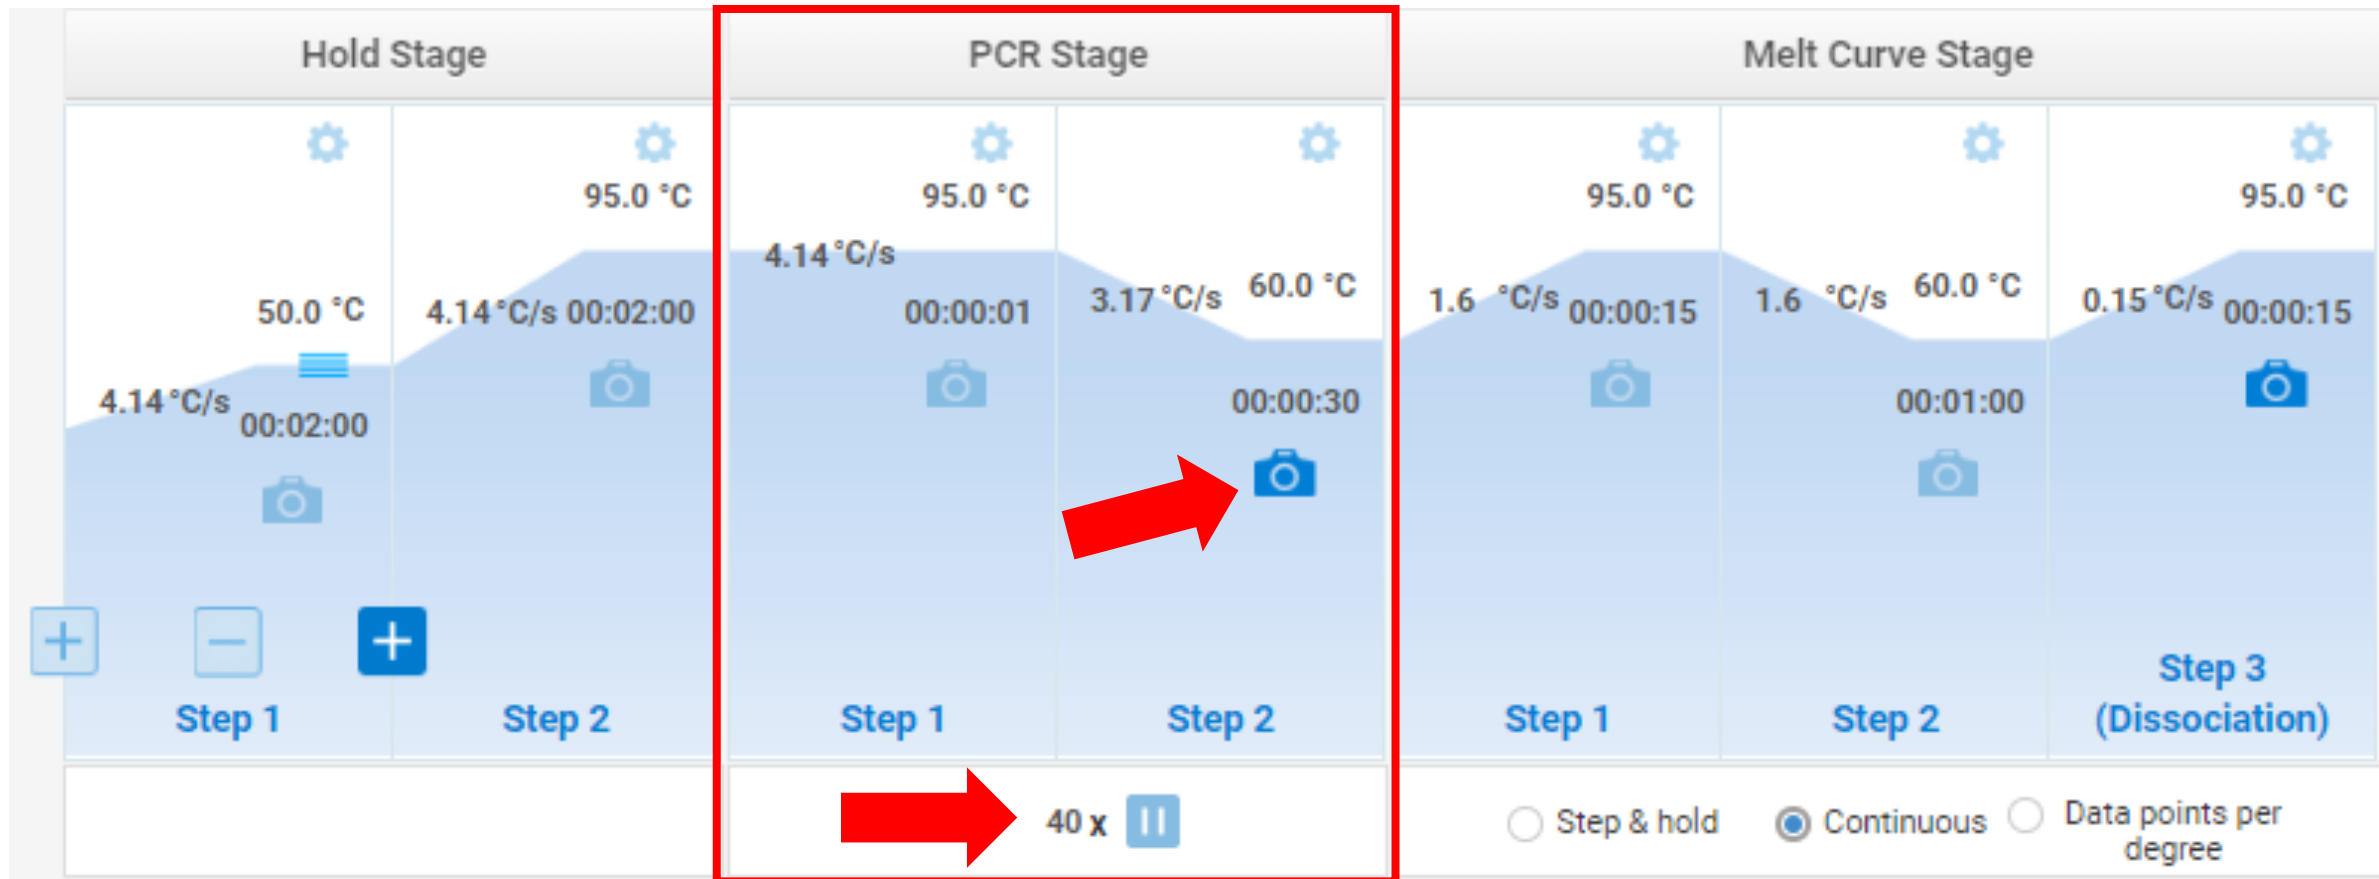 Hold Stage
PCR Stage
Melt Curve Stage
4.14 °C/s
50.0 °C
00:02:00
Step 1
4.14 °C/s
95.0 °C
00:02:00
Step 2
4.14 °C/s
95.0 °C
00:00:01
Step 1
3.17 °C/s
60.0 °C
00:00:30
Step 2
1.6 °C/s
95.0 °C
00:00:15
Step 1
1.6 °C/s
60.0 °C
00:01:00
Step 2
0.15 °C/s
95.0 °C
00:00:15
Step 3
(Dissociation)
40 x
Step & hold
Continuous
Data points per
degree